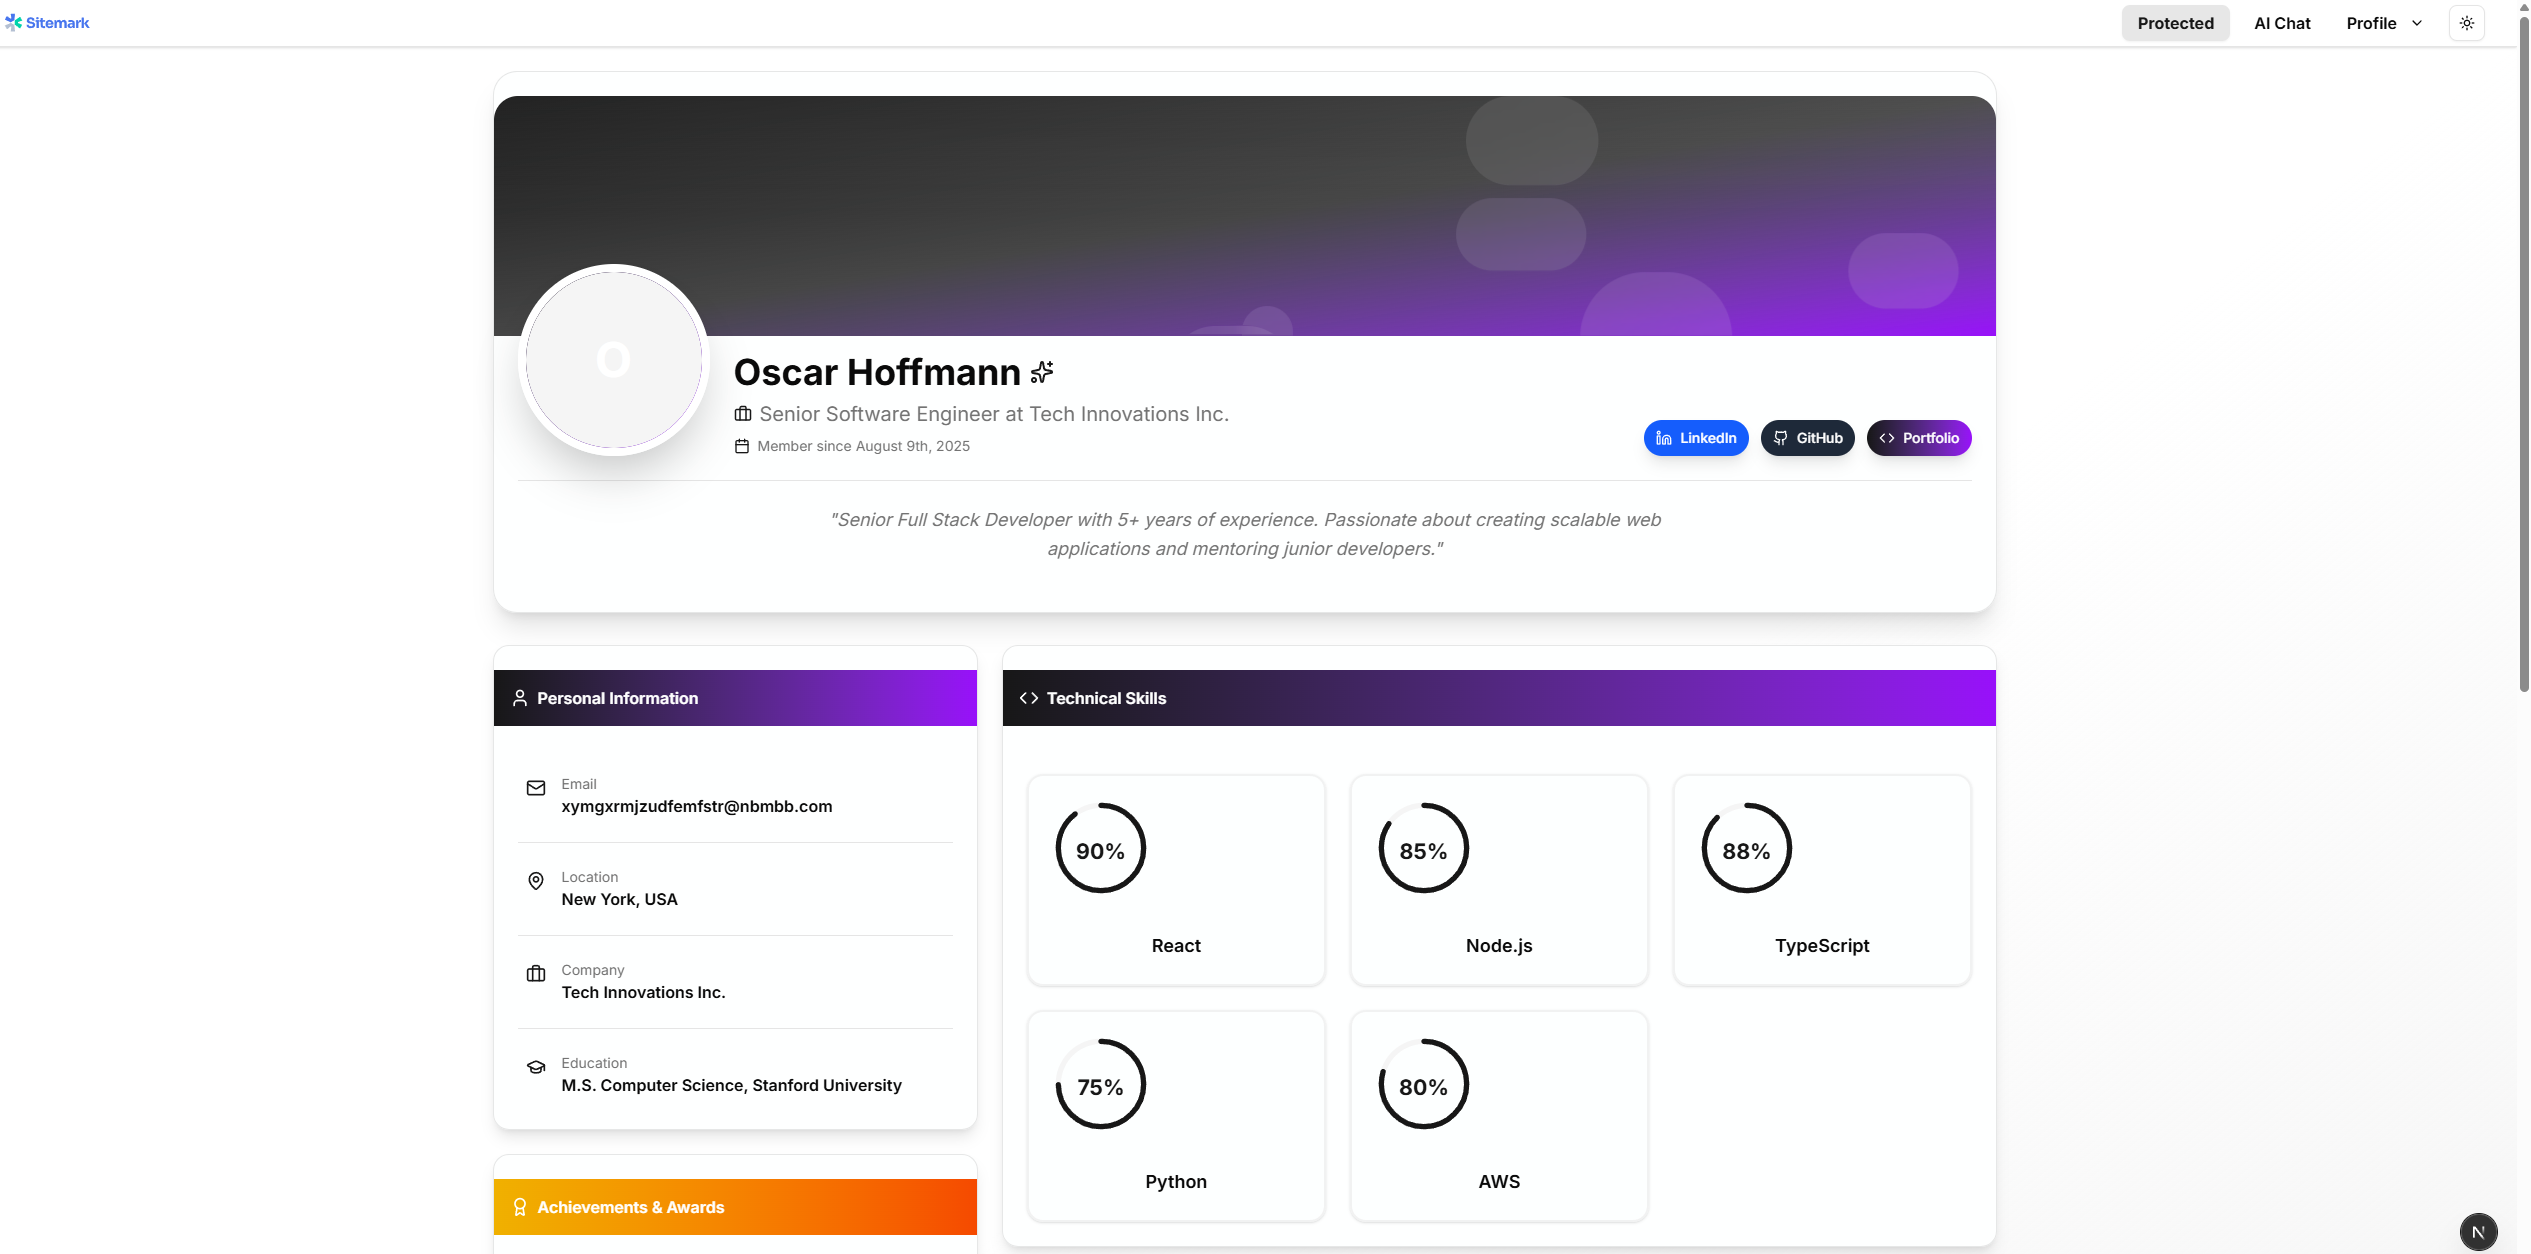 Sitemark
Protected
AI Chat
Profile
O
Oscar Hoffmann
Senior Software Engineer at Tech Innovations Inc.
Member since August 9th, 2025
LinkedIn
GitHub
Portfolio
"Senior Full Stack Developer with 5+ years of experience. Passionate about creating scalable web
applications and mentoring junior developers."
Personal Information
Email
xymgxrmjzudfemfstr@nbmbb.com
Location
New York, USA
Company
Tech Innovations Inc.
Education
M.S. Computer Science, Stanford University
Achievements & Awards
Technical Skills
90%
React
85%
Node.js
88%
TypeScript
75%
Python
80%
AWS
N